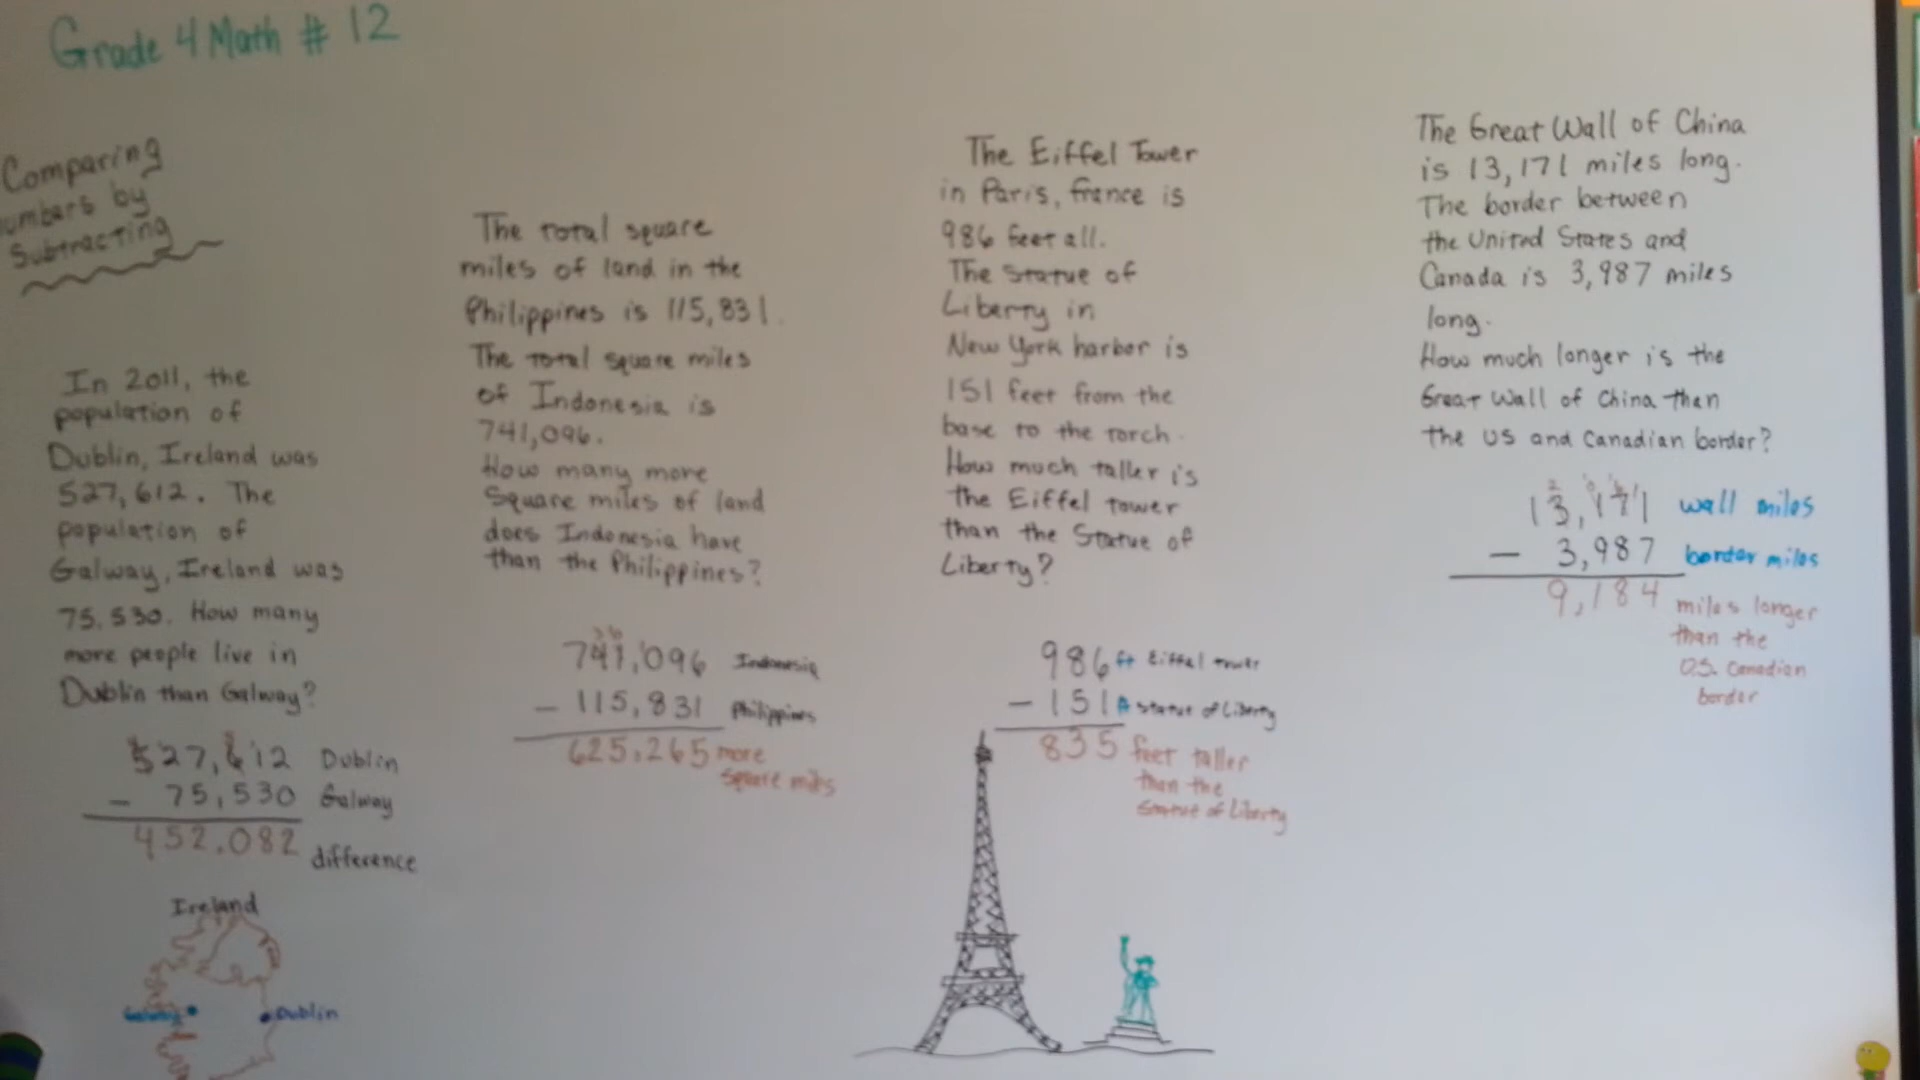 Grade 4 Math # 12
Comparing
umbers by
Subtracting
In 2011, the
population of
Dublin, Ireland was
527,612. The
population of
Galway, Ireland was
75,530. How many
more people live in
Dublin than Galway?
527,612 Dublin
- 75,530 Galway
452,082 difference
Ireland
Galway
Dublin
The total square
miles of land in the
Philippines is 115,831.
The total square miles
of Indonesia is
741,096.
How many more
Square miles of land
does Indonesia have
than the Philippines?
741,096 Indonesia
- 115,831 Philippines
625,265 more
square miles
The Eiffel Tower
in Paris, france is
986 feet all.
The Statue of
Liberty in
New York harbor is
151 feet from the
base to the torch.
How much taller is
the Eiffel tower
than the Statue of
Liberty?
986 ft Eiffel tower
- 151 ft statue of Liberty
835 feet taller
than the
Statue of Liberty
The Great Wall of China
is 13,171 miles long.
The border between
the United States and
Canada is 3,987 miles
long.
How much longer is the
Great Wall of China then
the US and Canadian border?
13,171 wall miles
- 3,987 border miles
9,184 miles longer
than the
U.S. Canadian
border